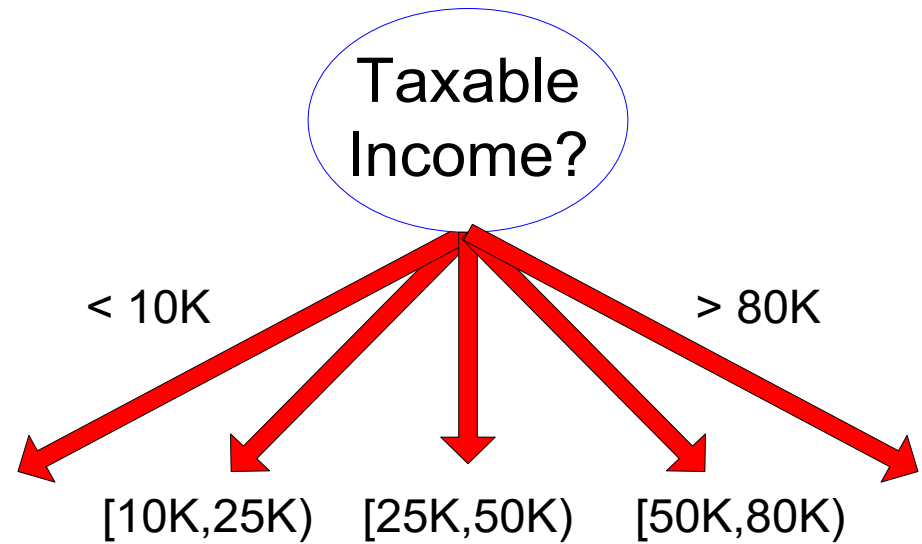 Taxable
Income?
< 10K
> 80K
[10K,25K)
[25K,50K)
[50K,80K)